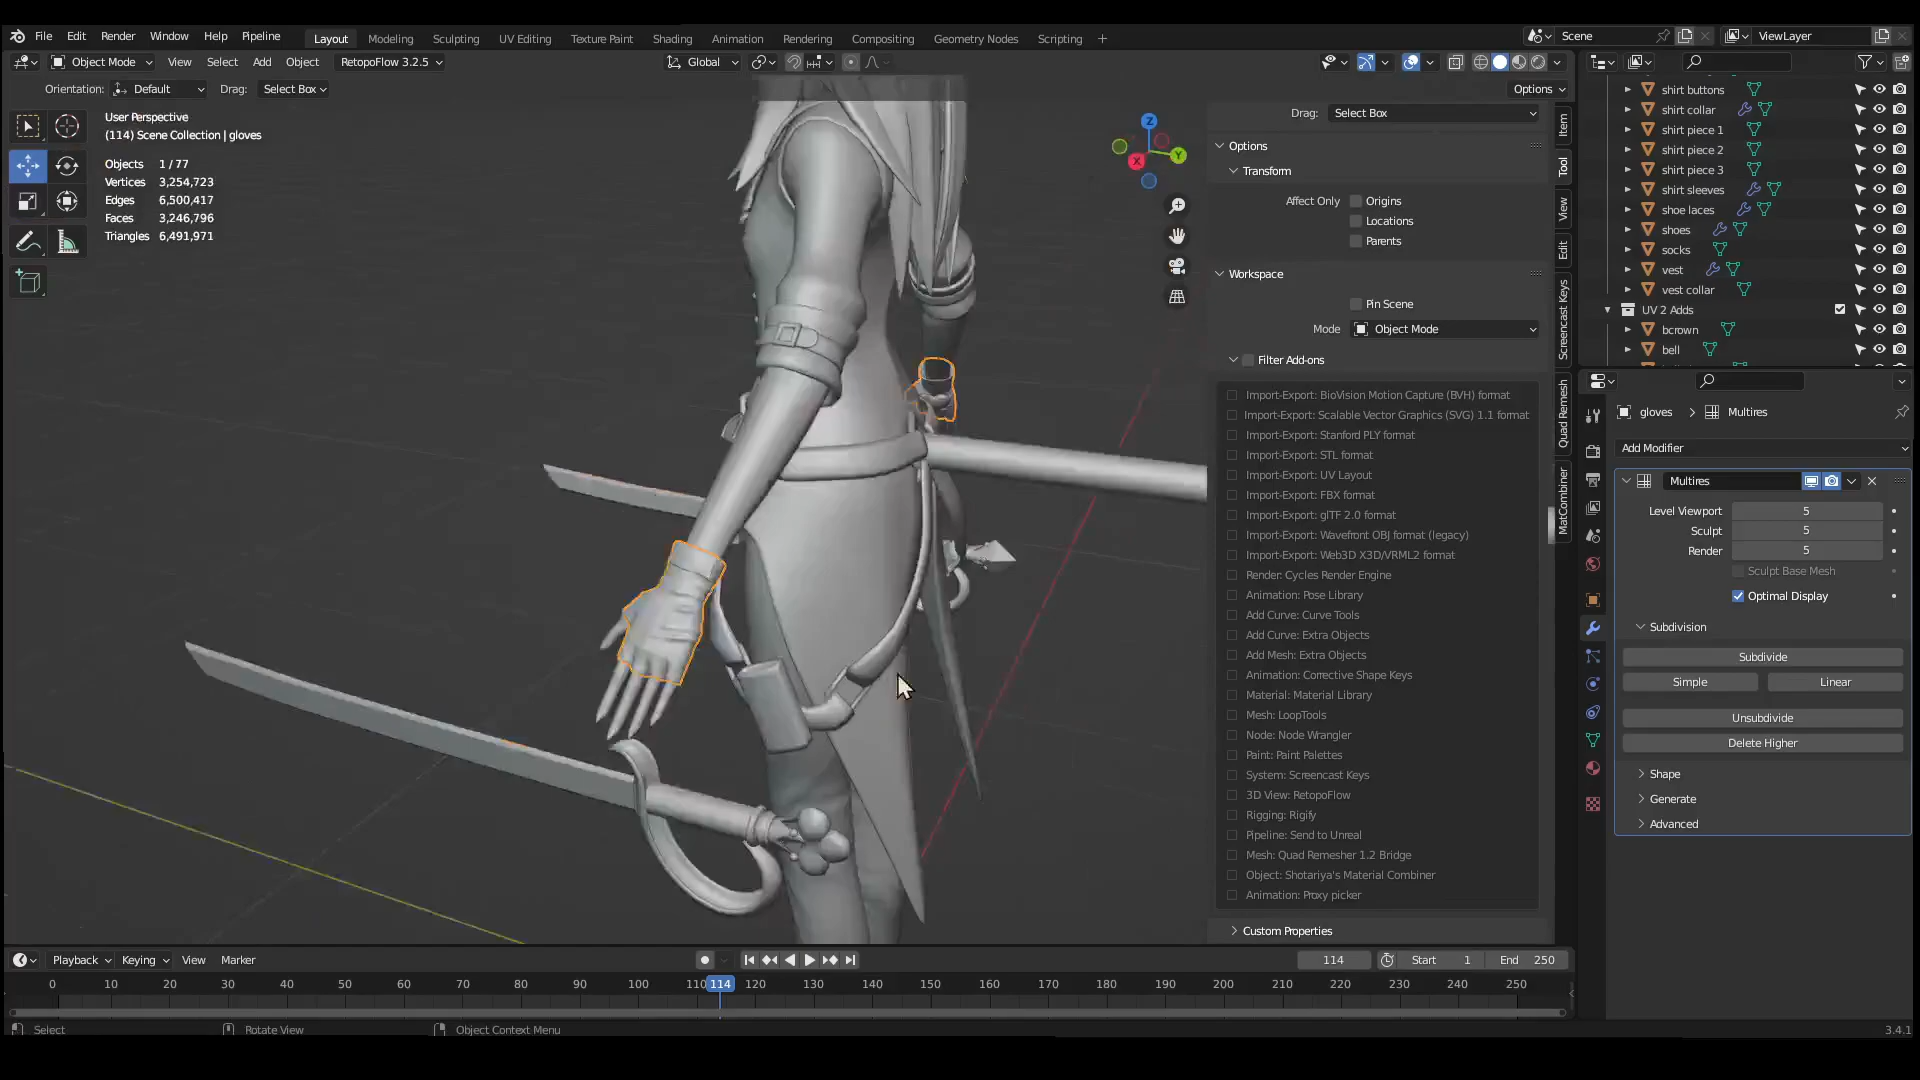 File Edit Render Window Help Pipeline Layout Modeling Sculpting UV Editing Texture Paint Shading Animation Rendering Compositing Geometry Nodes Scripting + Scene ViewLayer
Object Mode View Select Add Object RetopoFlow 3.2.5 Global
Orientation: Default Drag: Select Box Options
User Perspective
(114) Scene Collection | gloves
Objects 1 / 77
Vertices 3,254,723
Edges 6,500,417
Faces 3,246,796
Triangles 6,491,971
Z
Y
X
Drag: Select Box
Options
Transform
Affect Only Origins
Locations
Parents
Workspace
Pin Scene
Mode Object Mode
Filter Add-ons
Import-Export: BioVision Motion Capture (BVH) format
Import-Export: Scalable Vector Graphics (SVG) 1.1 format
Import-Export: Stanford PLY format
Import-Export: STL format
Import-Export: UV Layout
Import-Export: FBX format
Import-Export: glTF 2.0 format
Import-Export: Wavefront OBJ format (legacy)
Import-Export: Web3D X3D/VRML2 format
Render: Cycles Render Engine
Animation: Pose Library
Add Curve: Curve Tools
Add Curve: Extra Objects
Add Mesh: Extra Objects
Animation: Corrective Shape Keys
Material: Material Library
Mesh: LoopTools
Node: Node Wrangler
Paint: Paint Palettes
System: Screencast Keys
3D View: RetopoFlow
Rigging: Rigify
Pipeline: Send to Unreal
Mesh: Quad Remesher 1.2 Bridge
Object: Shotariya's Material Combiner
Animation: Proxy picker
Custom Properties
Item
Tool
View
Edit
Screencast Keys
Quad Remesh
MatCombiner
shirt buttons
shirt collar
shirt piece 1
shirt piece 2
shirt piece 3
shirt sleeves
shoe laces
shoes
socks
vest
vest collar
UV 2 Adds
bcrown
bell
gloves > Multires
Add Modifier
Multires
Level Viewport 5
Sculpt 5
Render 5
Sculpt Base Mesh
Optimal Display
Subdivision
Subdivide
Simple Linear
Unsubdivide
Delete Higher
Shape
Generate
Advanced
Playback Keying View Marker 114 Start 1 End 250
0 10 20 30 40 50 60 70 80 90 100 110 114 120 130 140 150 160 170 180 190 200 210 220 230 240 250
Select Rotate View Object Context Menu 3.4.1